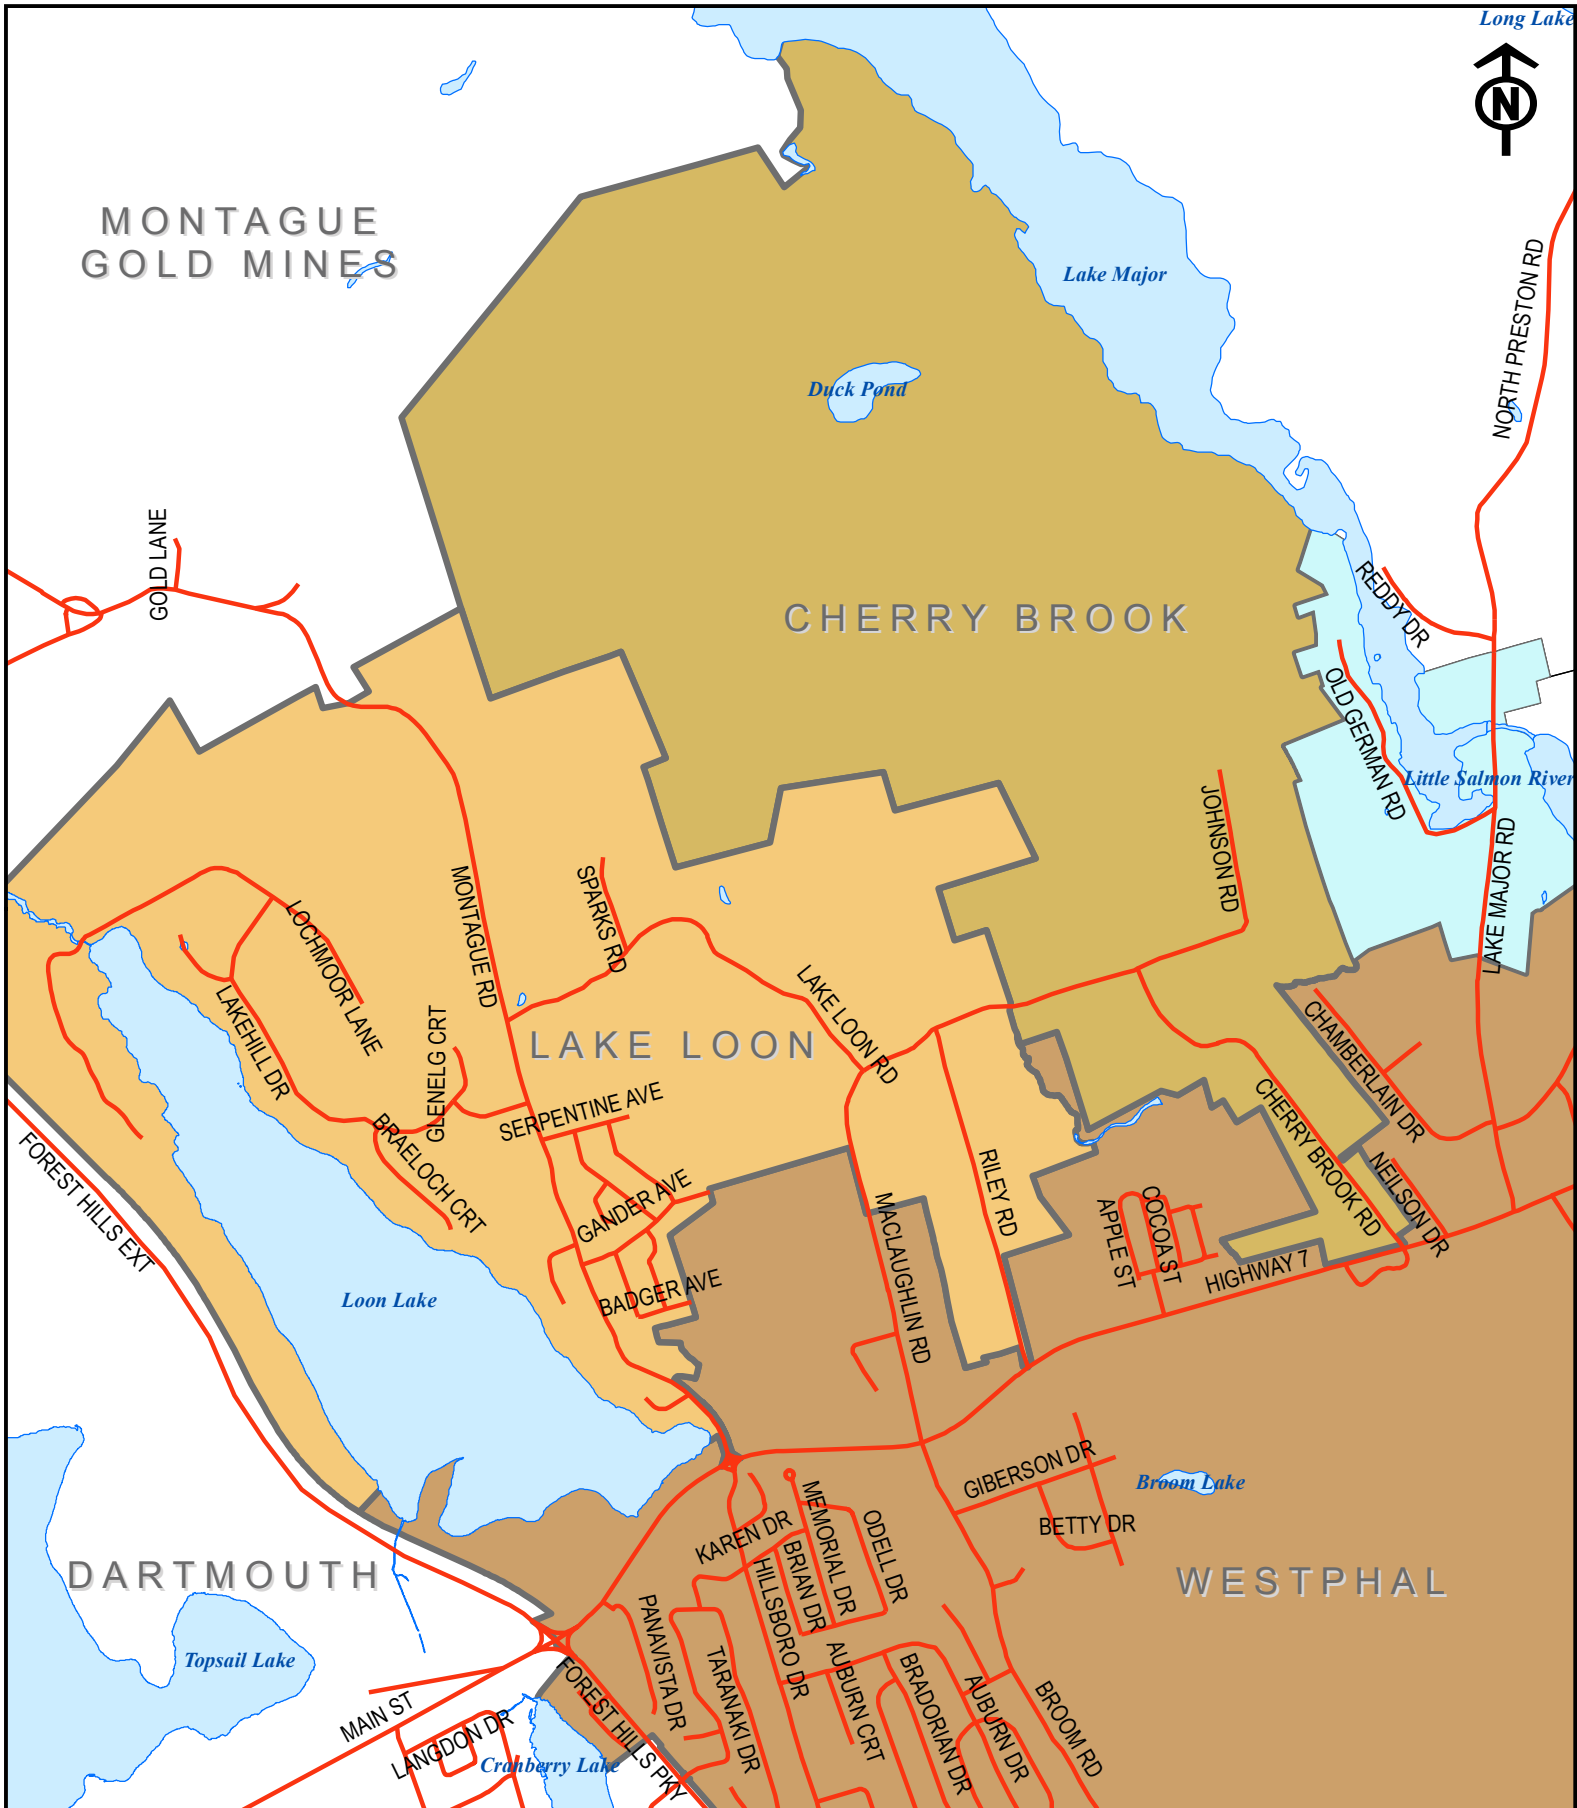 Long Lake
N
MONTAGUE
GOLD MINES
Lake Major
NORTH PRESTON RD
Duck Pond
GOLD LANE
CHERRY BROOK
REDDY DR
OLD GERMAN RD
Little Salmon River
JOHNSON RD
LAKE MAJOR RD
MONTAGUE RD
SPARKS RD
LOCHMOOR LANE
LAKEHILL DR
GLENELG CRT
LAKE LOON
LAKE LOON RD
CHAMBERLAIN DR
SERPENTINE AVE
CHERRY BROOK RD
BRAELOCH CRT
FOREST HILLS EXT
GANDER AVE
RILEY RD
NEILSON DR
MACLAUGHLIN RD
APPLE ST
COCOA ST
HIGHWAY 7
BADGER AVE
Loon Lake
GIBERSON DR
Broom Lake
BETTY DR
KAREN DR
MEMORIAL DR
ODELL DR
BRIAN DR
HILLSBORO DR
DARTMOUTH
WESTPHAL
PANAVISTA DR
TARANAKI DR
AUBURN CRT
BRADORIAN DR
AUBURN DR
BROOM RD
Topsail Lake
FOREST HILLS PKY
MAIN ST
LANGDON DR
Cranberry Lake